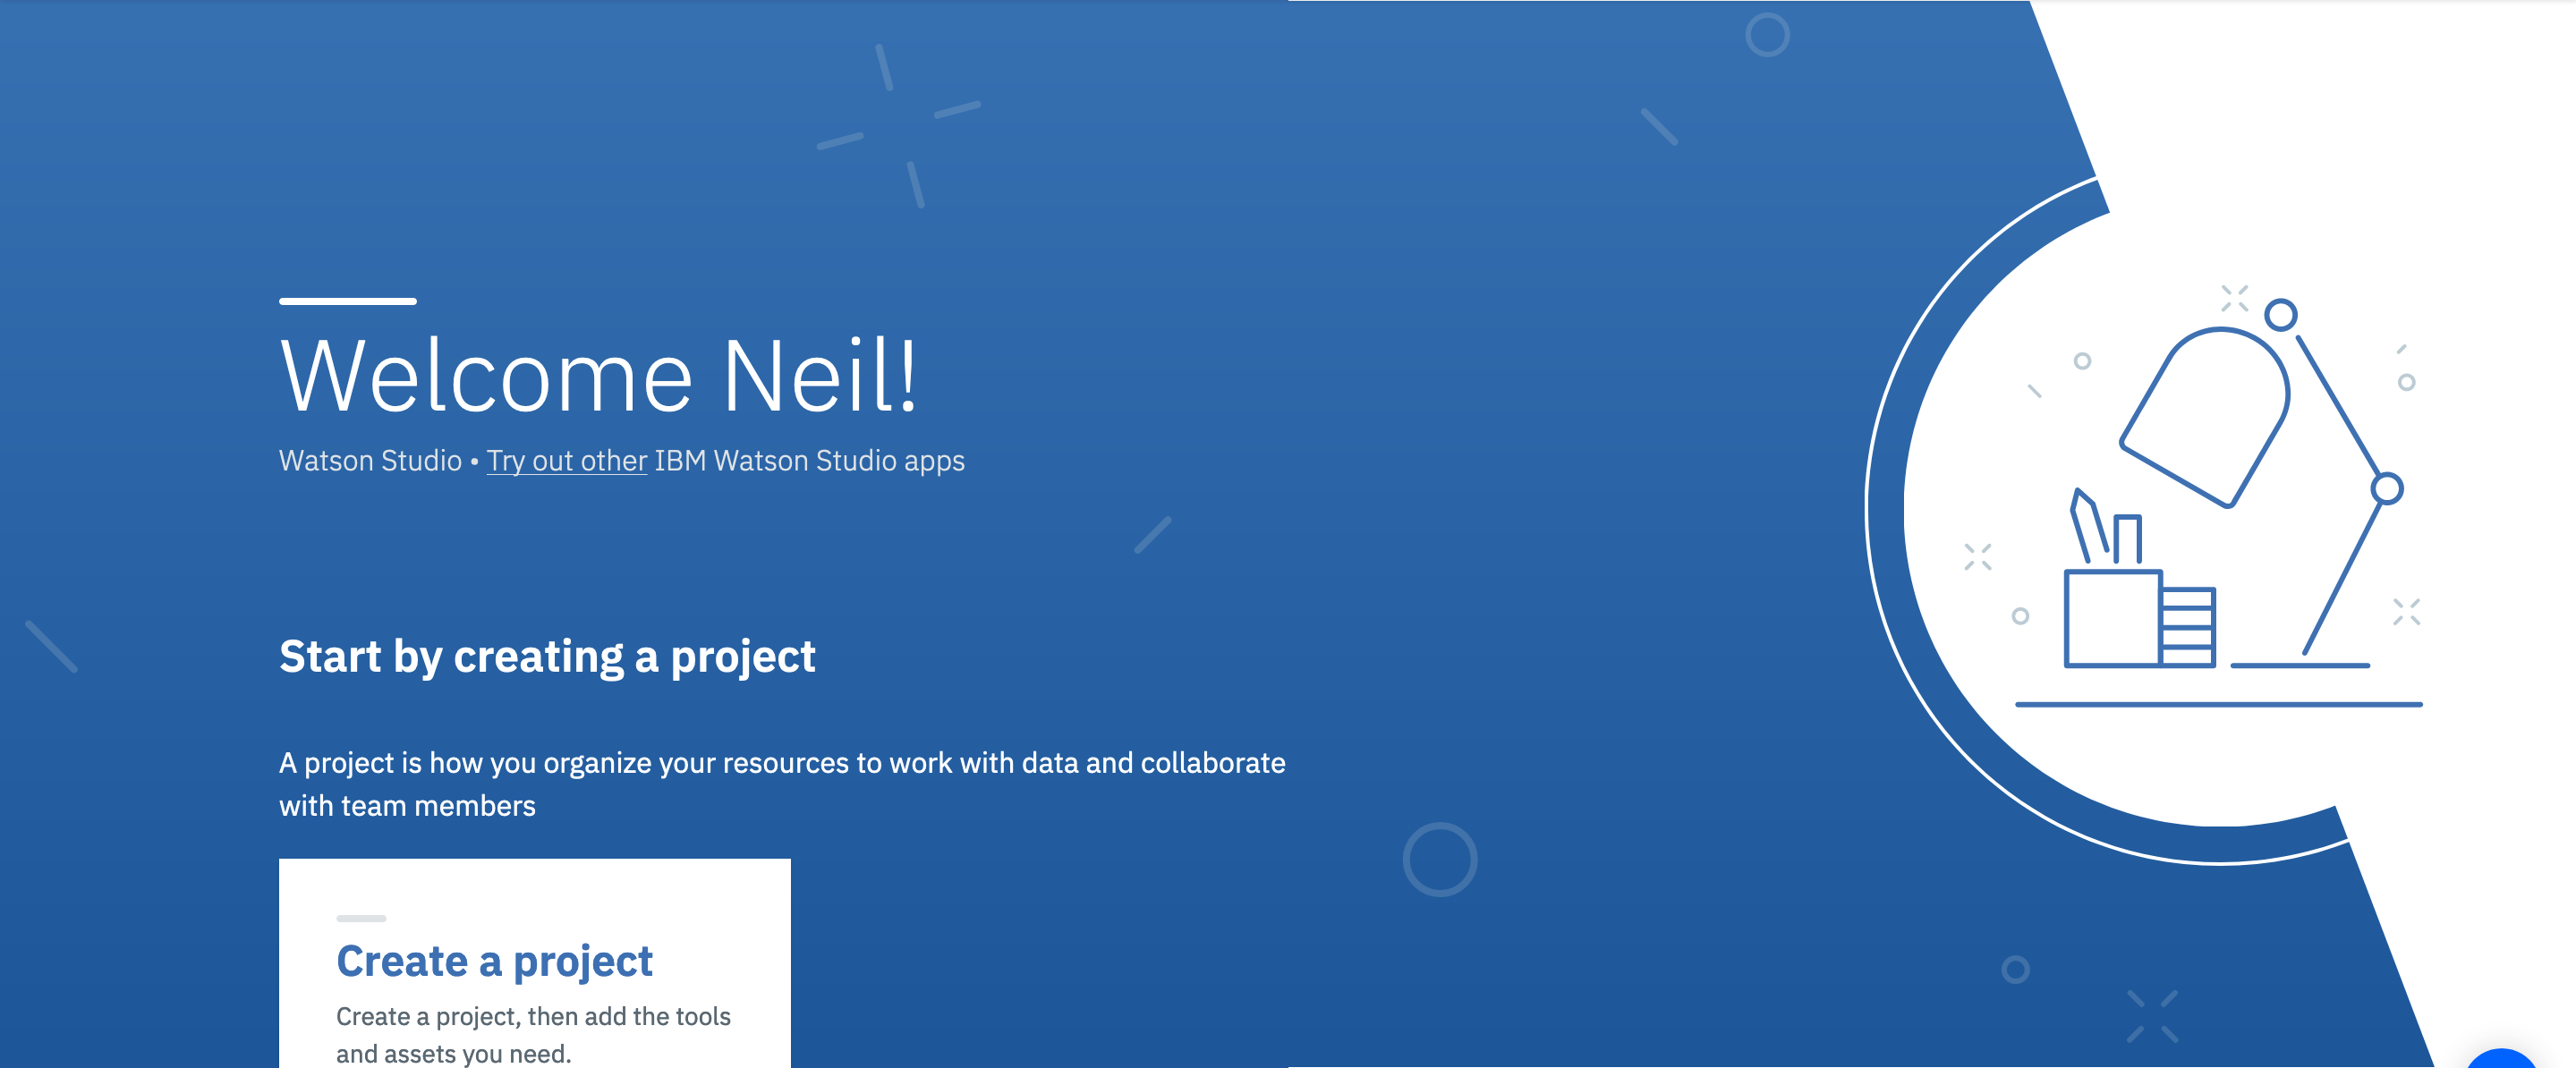 Welcome Neil!
Watson Studio • Try out other IBM Watson Studio apps
Start by creating a project
A project is how you organize your resources to work with data and collaborate
with team members
Create a project
Create a project, then add the tools
and assets you need.